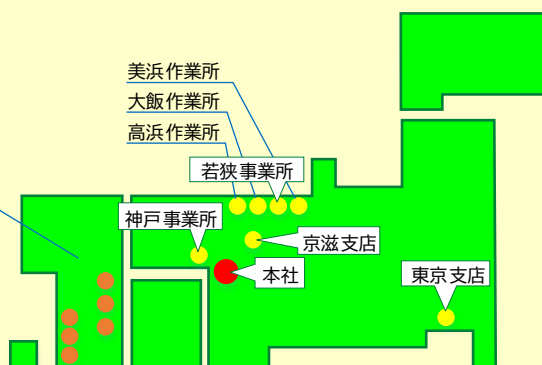 美浜作業所
大飯作業所
高浜作業所
若狭事業所
神戸事業所
京滋支店
本社
東京支店